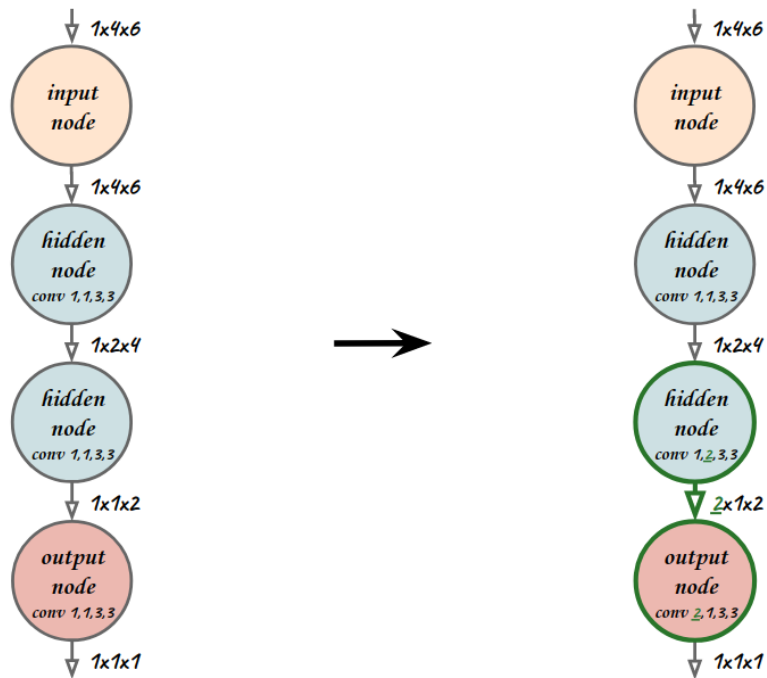 1x4x6
input
node
1x4x6
hidden
node
conv 1,1,3,3
1x2x4
hidden
node
conv 1,1,3,3
1x1x2
output
node
conv 1,1,3,3
1x1x1
1x4x6
input
node
1x4x6
hidden
node
conv 1,1,3,3
1x2x4
hidden
node
conv 1,2,3,3
2x1x2
output
node
conv 2,1,3,3
1x1x1